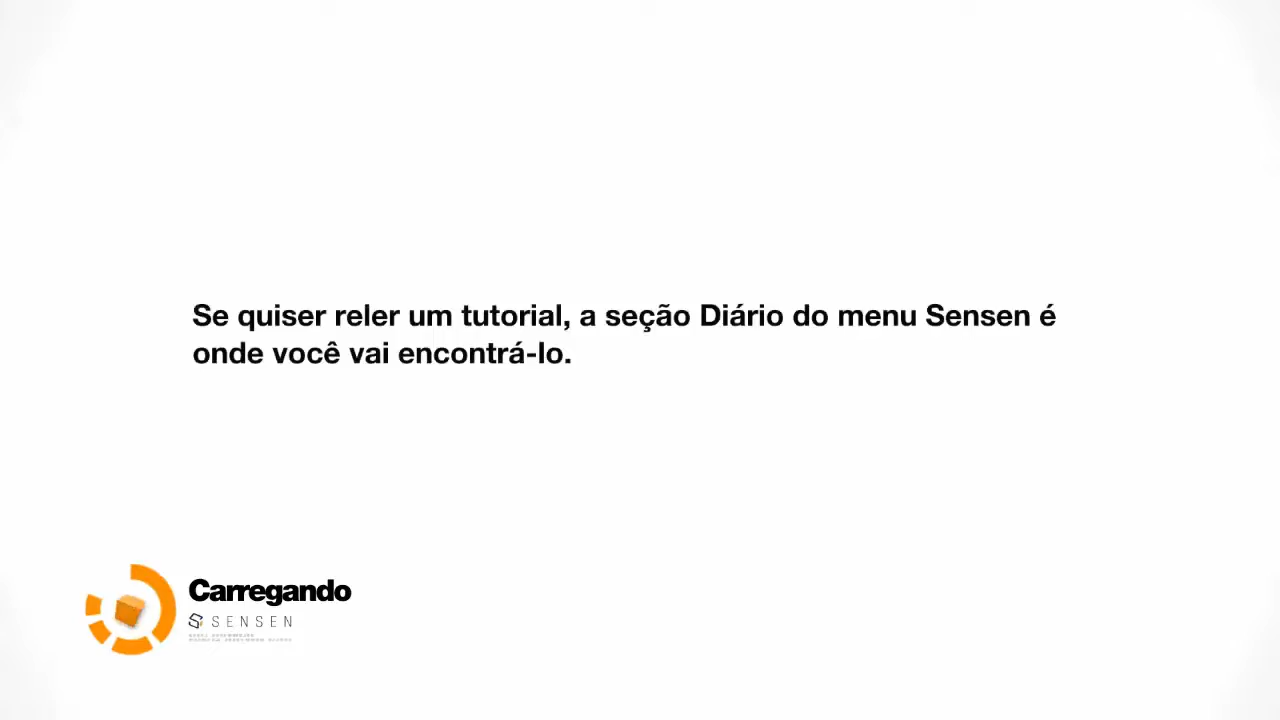 Se quiser reler um tutorial, a seção Diário do menu Sensen é
onde você vai encontrá-lo.
Carregando
SENSEN